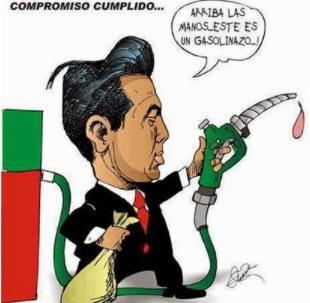 COMPROMISO CUMPLIDO...
ARRIBA LAS
MANOS...ESTE ES
UN GASOLINAZO..!